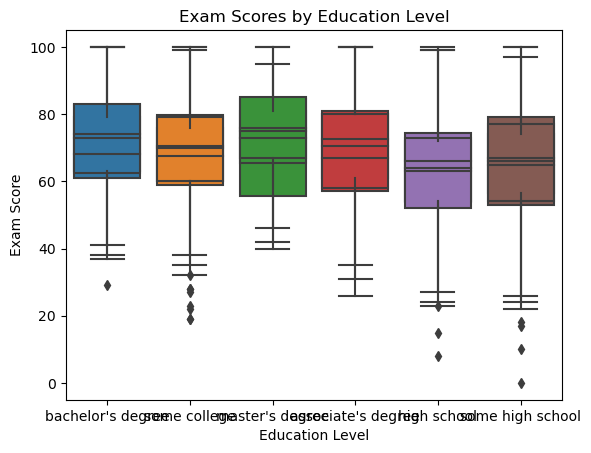 Exam Scores by Education Level
Exam Score
100
80
60
40
20
0
bachelor's degree some college master's degree associate's degree high school some high school
Education Level